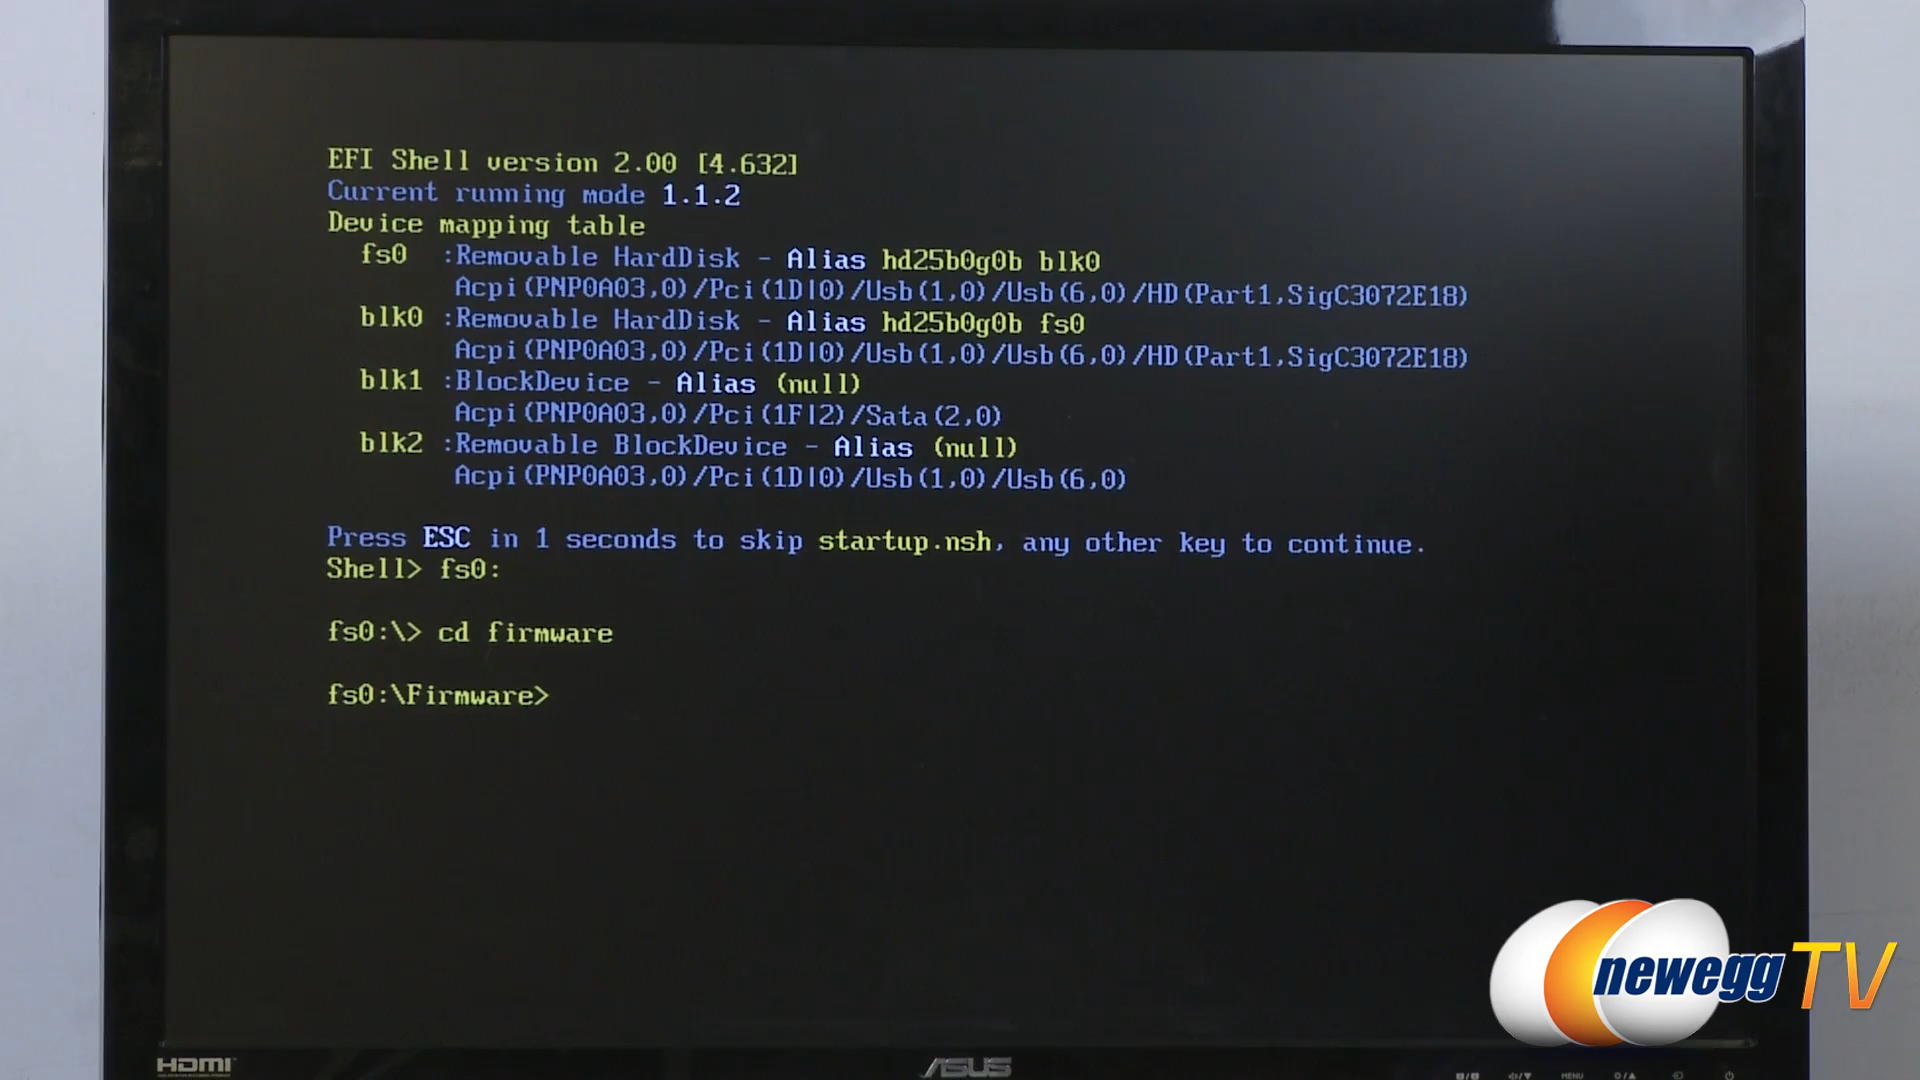 EFI Shell version 2.00 [4.632]
Current running mode 1.1.2
Device mapping table
fs0 :Removable HardDisk - Alias hd25b0g0b blk0
Acpi(PNP0A03,0)/Pci(1D|0)/Usb(1,0)/Usb(6,0)/HD(Part1,SigC3072E18)
blk0 :Removable HardDisk - Alias hd25b0g0b fs0
Acpi(PNP0A03,0)/Pci(1D|0)/Usb(1,0)/Usb(6,0)/HD(Part1,SigC3072E18)
blk1 :BlockDevice - Alias (null)
Acpi(PNP0A03,0)/Pci(1F|2)/Sata(2,0)
blk2 :Removable BlockDevice - Alias (null)
Acpi(PNP0A03,0)/Pci(1D|0)/Usb(1,0)/Usb(6,0)
Press ESC in 1 seconds to skip startup.nsh, any other key to continue.
Shell> fs0:
fs0:\> cd firmware
fs0:\Firmware>
newegg TV
HDMI
ASUS
MENU